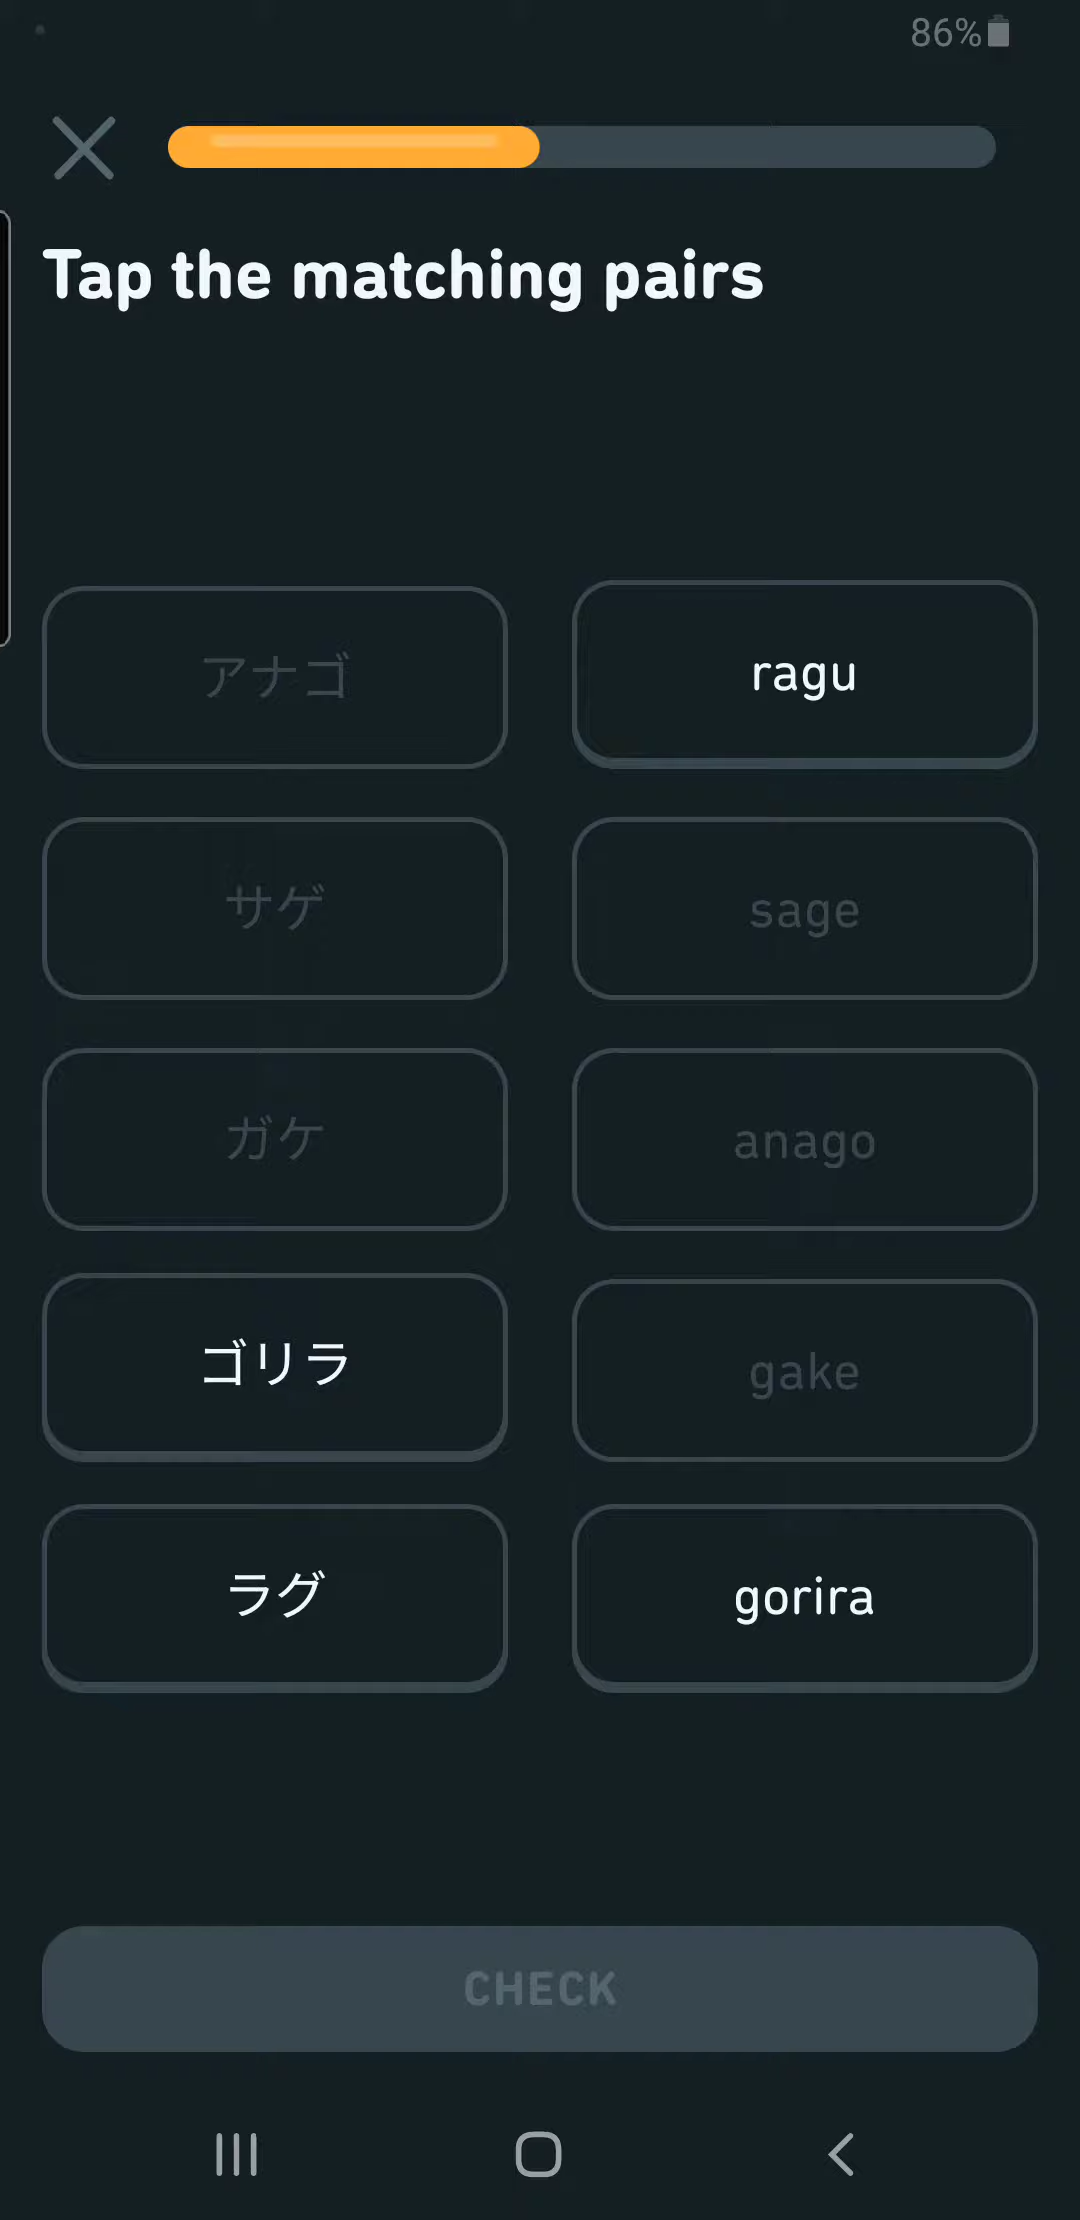 86%
Tap the matching pairs
アナゴ
ragu
サゲ
sage
ガケ
anago
ゴリラ
gake
ラグ
gorira
CHECK